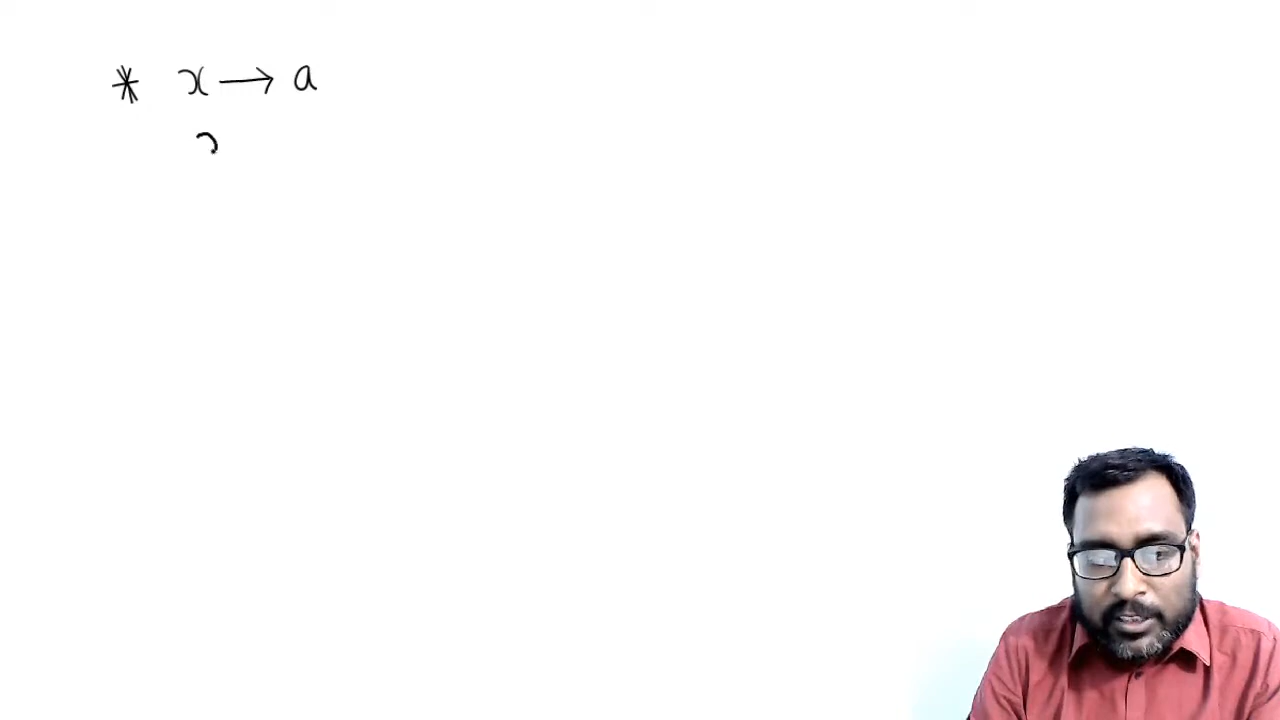 * x → a